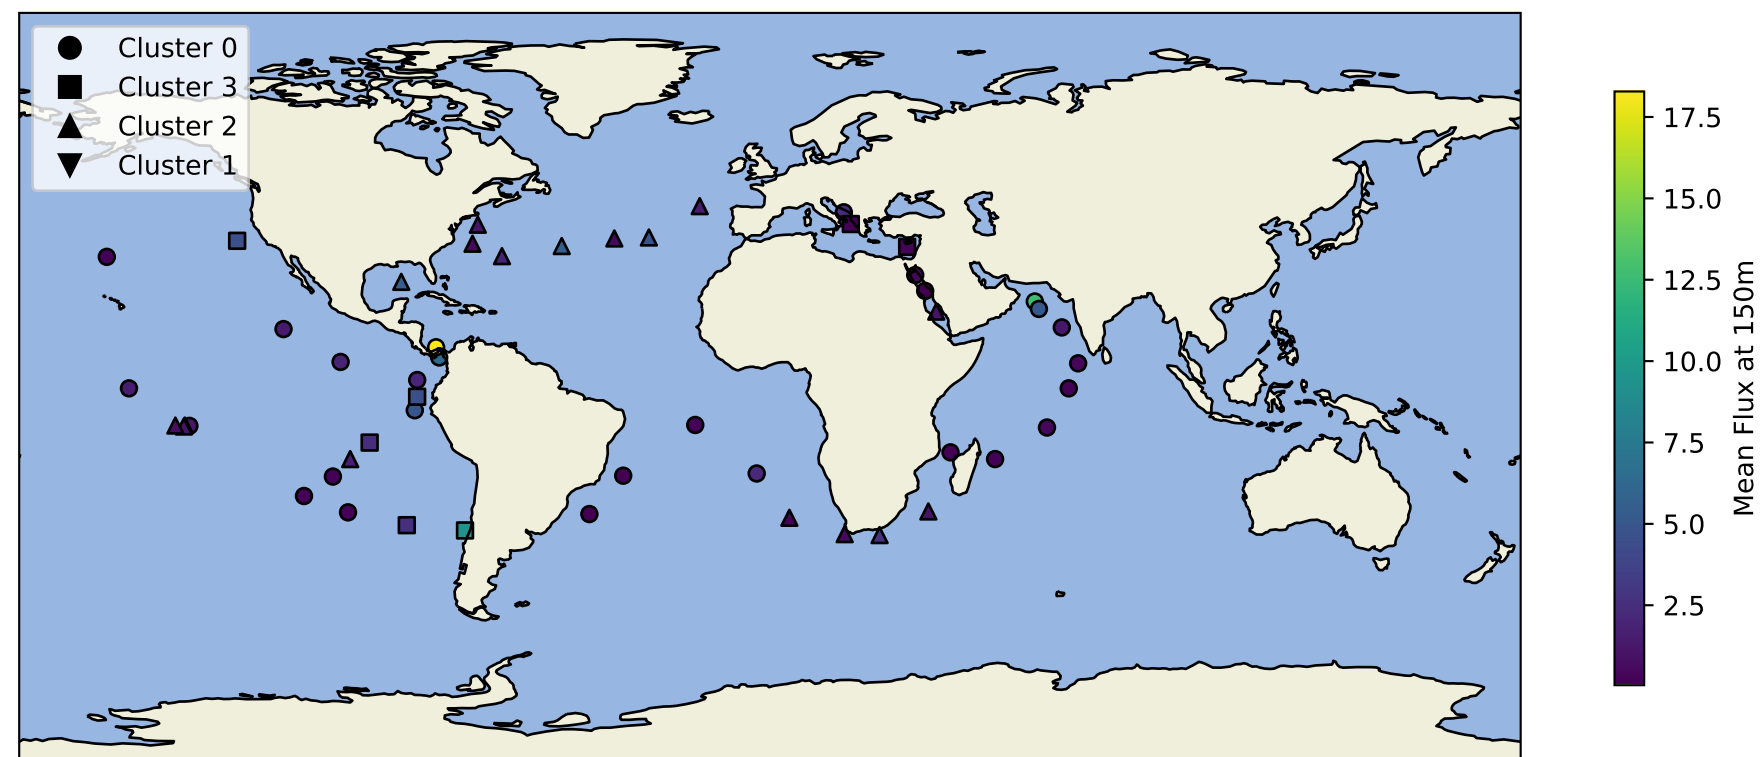 Cluster 0
Cluster 3
Cluster 2
Cluster 1
17.5
15.0
12.5
10.0
7.5
5.0
2.5
Mean Flux at 150m